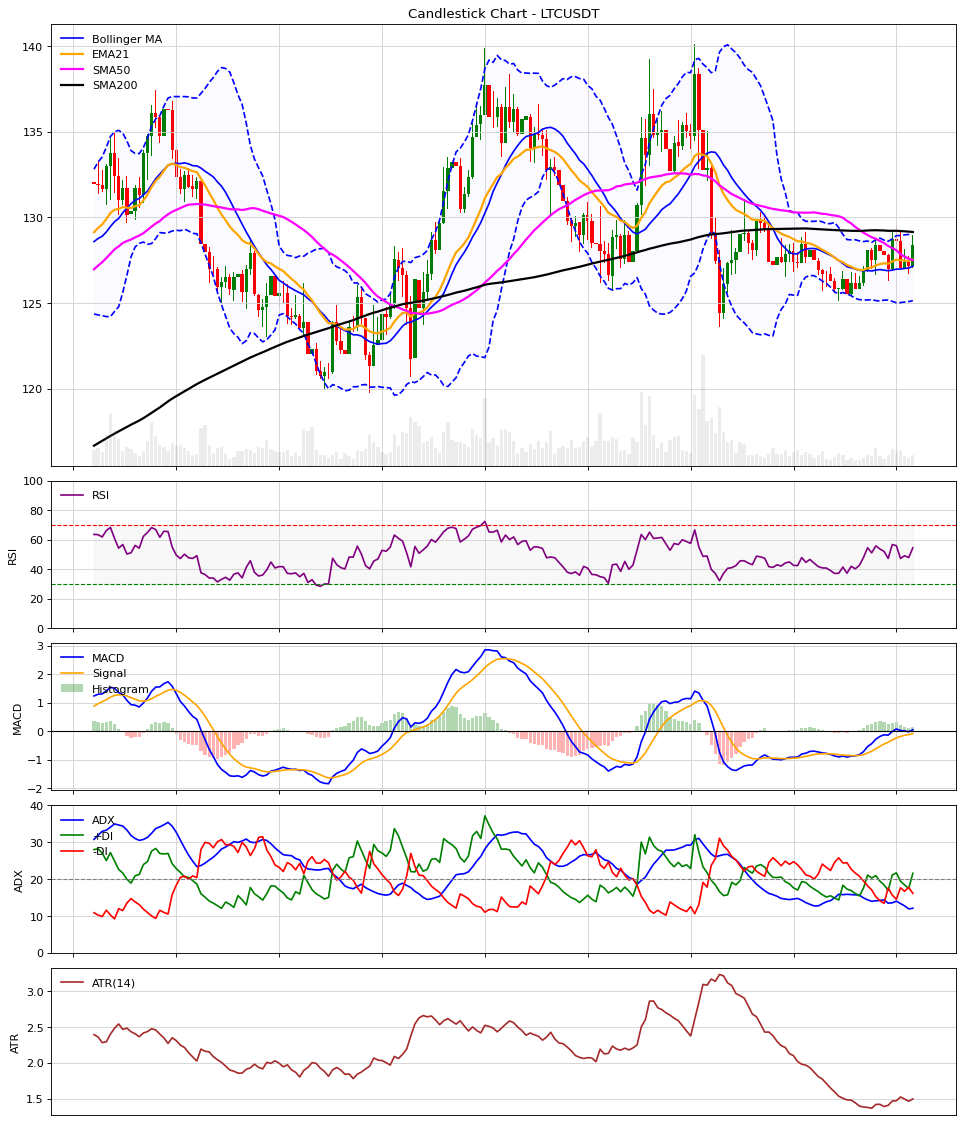 Candlestick Chart - LTCUSDT
Bollinger MA
EMA21
SMA50
SMA200
140
135
130
125
120
RSI
RSI
100
80
60
40
20
0
MACD
Signal
Histogram
MACD
3
2
1
0
−1
−2
ADX
+DI
-DI
ADX
40
30
20
10
0
ATR(14)
ATR
3.0
2.5
2.0
1.5